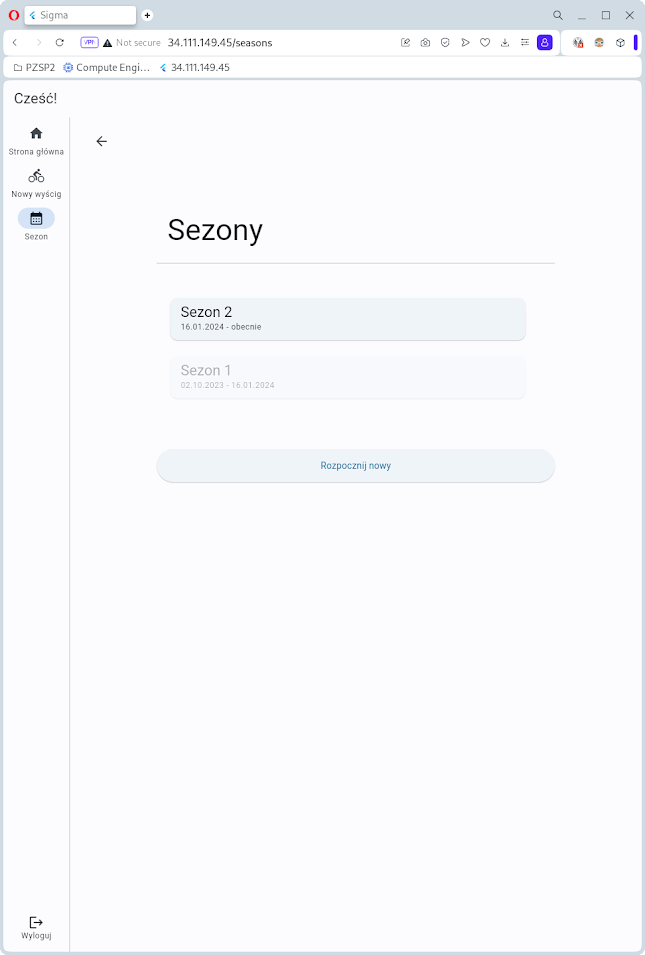 Sigma
VPN
Not secure 34.111.149.45/seasons
PZSP2 Compute Engi... 34.111.149.45
Cześć!
Strona główna
Nowy wyścig
Sezon
Sezony
Sezon 2
16.01.2024 - obecnie
Sezon 1
02.10.2023 - 16.01.2024
Rozpocznij nowy
Wyloguj